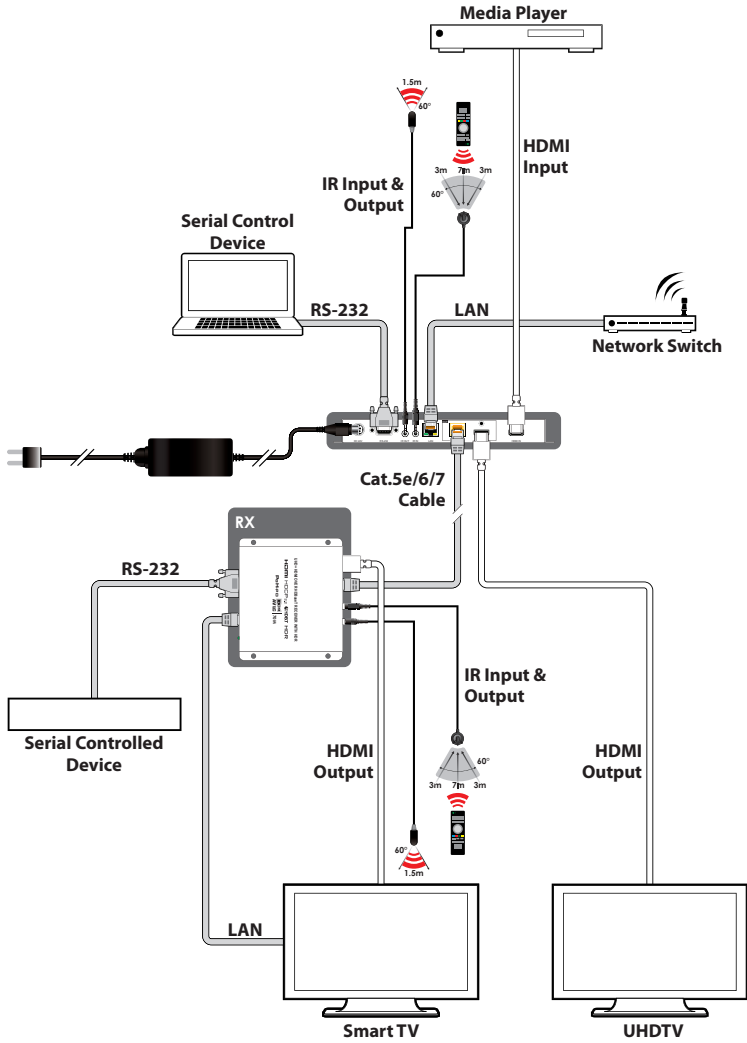 Media Player
1.5m
60°
HDMI
Input
3m 7m 3m
60°
IR Input &
Output
Serial Control
Device
RS-232
LAN
Network Switch
Cat.5e/6/7
Cable
RX
RS-232
HDMI
IR Input &
Output
Serial Controlled
Device
HDMI
Output
HDMI
Output
60°
3m 7m 3m
60°
1.5m
LAN
Smart TV
UHDTV